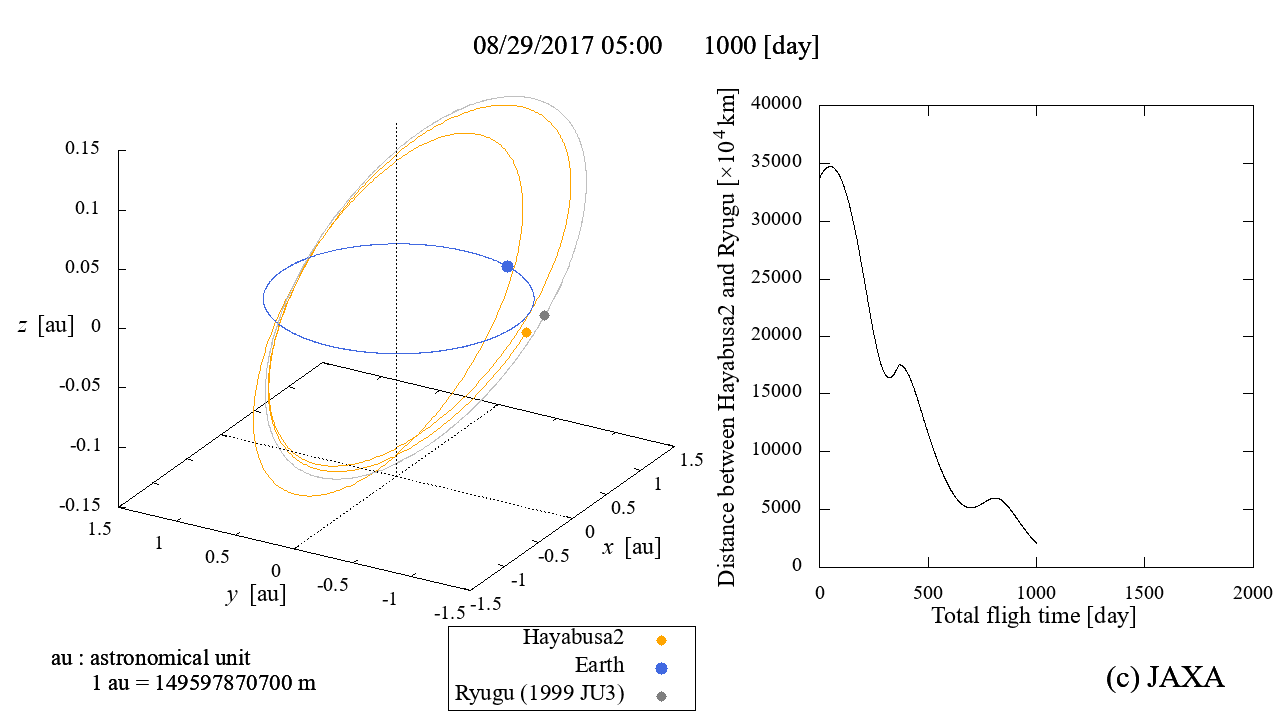 08/29/2017 05:00 1000 [day]
0.15
0.1
0.05
z [au] 0
-0.05
-0.1
-0.15
1.5
1
0.5
0
-0.5
-1
-1.5
y [au]
-1.5
-1
-0.5
0
0.5
1
1.5
x [au]
Hayabusa2
Earth
Ryugu (1999 JU3)
au : astronomical unit
1 au = 149597870700 m
Distance between Hayabusa2 and Ryugu [×10⁴ km]
40000
35000
30000
25000
20000
15000
10000
5000
0
0 500 1000 1500 2000
Total fligh time [day]
(c) JAXA